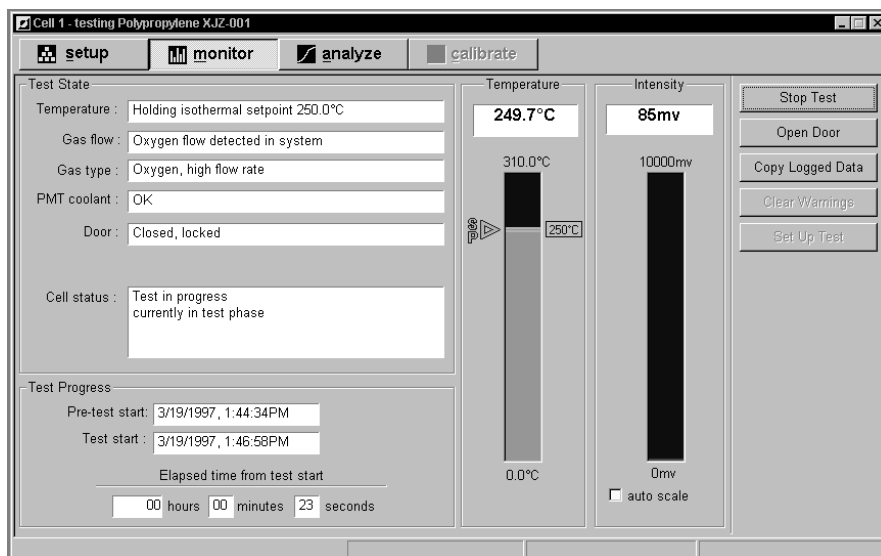 Cell 1 - testing Polypropylene XJZ-001
setup monitor analyze calibrate
Test State
Temperature : Holding isothermal setpoint 250.0°C
Gas flow : Oxygen flow detected in system
Gas type : Oxygen, high flow rate
PMT coolant : OK
Door : Closed, locked
Cell status : Test in progress
currently in test phase
Test Progress
Pre-test start: 3/19/1997, 1:44:34PM
Test start : 3/19/1997, 1:46:58PM
Elapsed time from test start
00 hours 00 minutes 23 seconds
Temperature
249.7°C
310.0°C
250°C
0.0°C
Intensity
85mv
10000mv
0mv
auto scale
Stop Test
Open Door
Copy Logged Data
Clear Warnings
Set Up Test